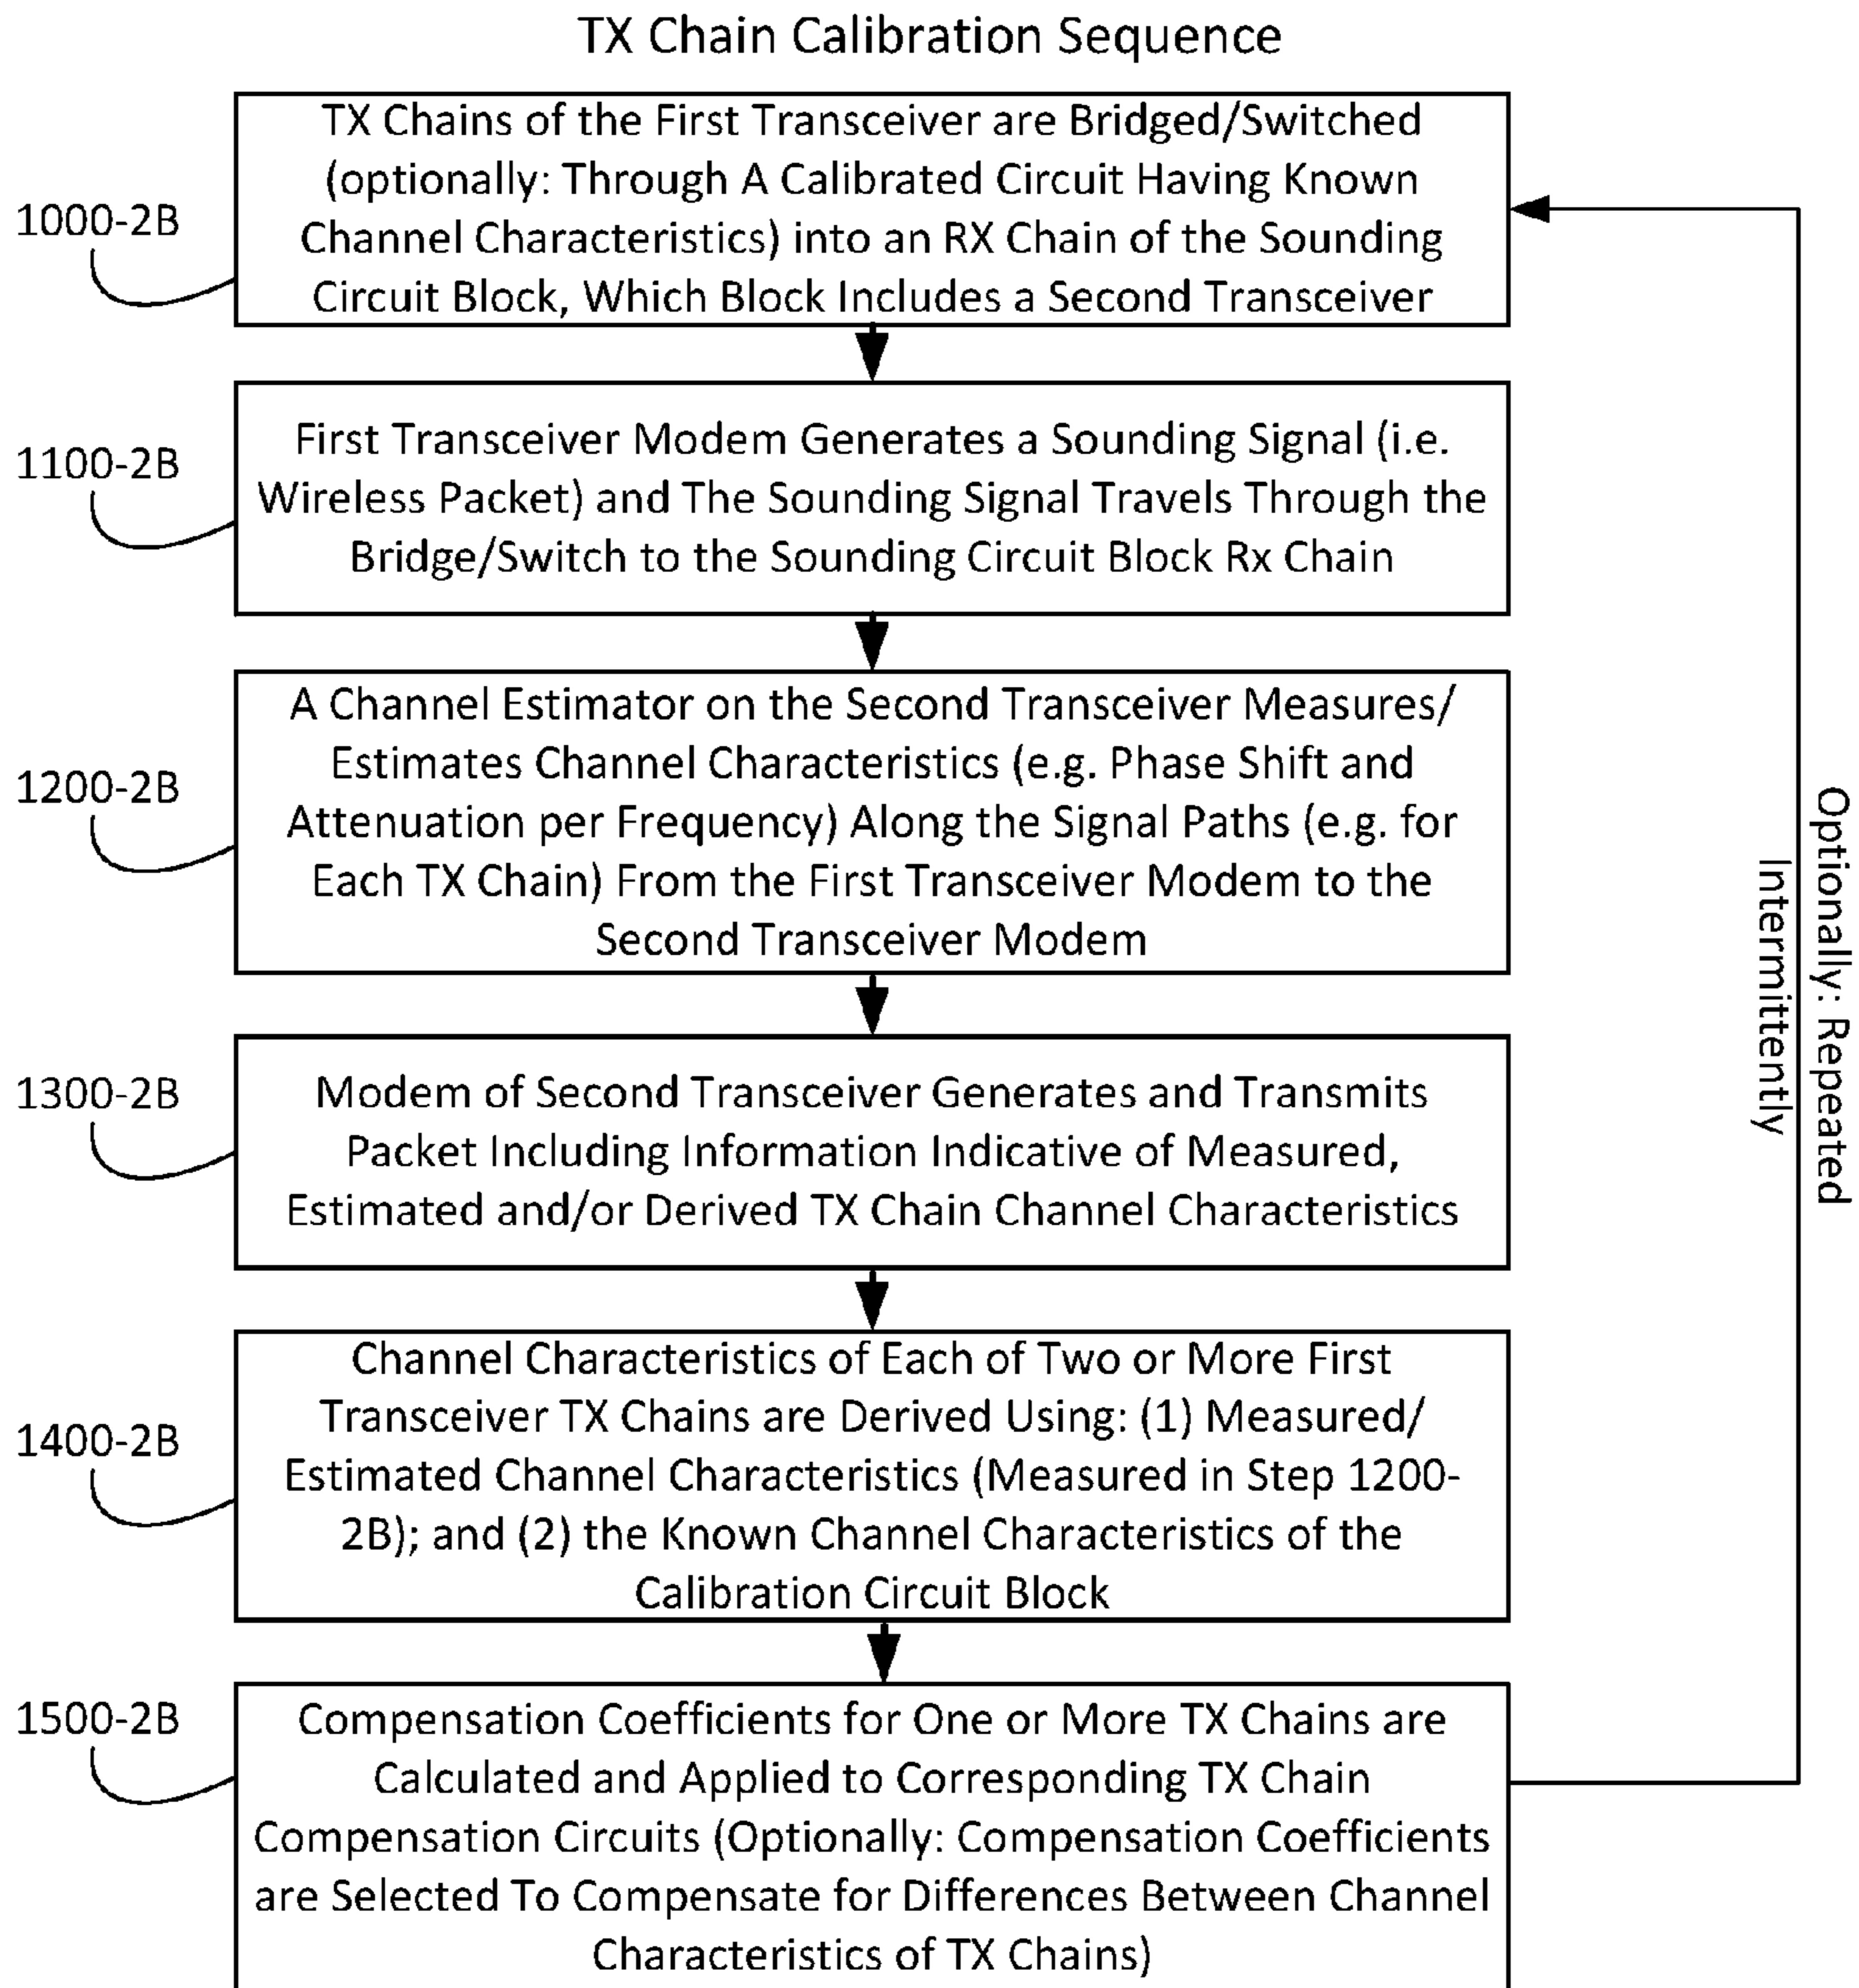 TX Chain Calibration Sequence
1000-2B
TX Chains of the First Transceiver are Bridged/Switched
(optionally: Through A Calibrated Circuit Having Known
Channel Characteristics) into an RX Chain of the Sounding
Circuit Block, Which Block Includes a Second Transceiver
1100-2B
First Transceiver Modem Generates a Sounding Signal (i.e.
Wireless Packet) and The Sounding Signal Travels Through the
Bridge/Switch to the Sounding Circuit Block Rx Chain
1200-2B
A Channel Estimator on the Second Transceiver Measures/
Estimates Channel Characteristics (e.g. Phase Shift and
Attenuation per Frequency) Along the Signal Paths (e.g. for
Each TX Chain) From the First Transceiver Modem to the
Second Transceiver Modem
1300-2B
Modem of Second Transceiver Generates and Transmits
Packet Including Information Indicative of Measured,
Estimated and/or Derived TX Chain Channel Characteristics
1400-2B
Channel Characteristics of Each of Two or More First
Transceiver TX Chains are Derived Using: (1) Measured/
Estimated Channel Characteristics (Measured in Step 1200-
2B); and (2) the Known Channel Characteristics of the
Calibration Circuit Block
1500-2B
Compensation Coefficients for One or More TX Chains are
Calculated and Applied to Corresponding TX Chain
Compensation Circuits (Optionally: Compensation Coefficients
are Selected To Compensate for Differences Between Channel
Characteristics of TX Chains)
Optionally: Repeated
Intermittently